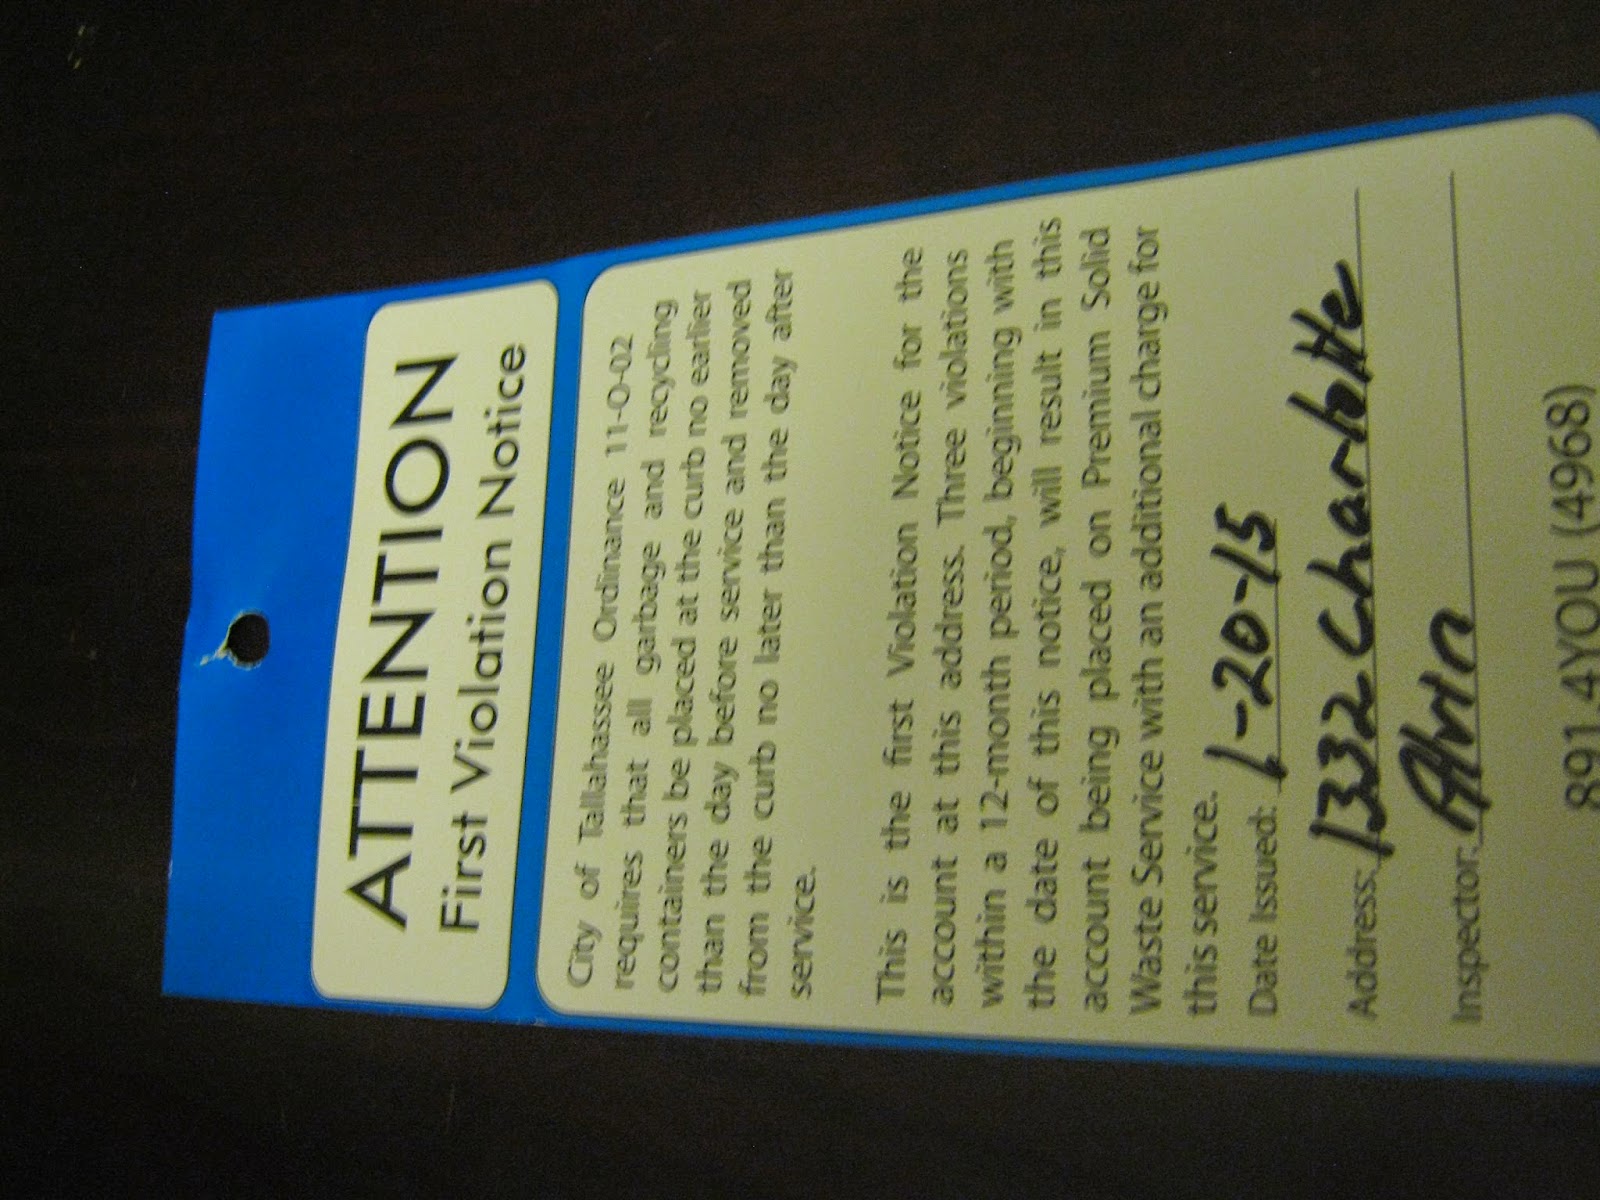 ATTENTION
First Violation Notice
City of Tallahassee Ordinance 11-O-02
requires that all garbage and recycling
containers be placed at the curb no earlier
than the day before service and removed
from the curb no later than the day after
service.
This is the first Violation Notice for the
account at this address. Three violations
within a 12-month period, beginning with
the date of this notice, will result in this
account being placed on Premium Solid
Waste Service with an additional charge for
this service.
Date Issued: 1-20-15
Address: 1332 Charlotte
Inspector: Alvin
891 4YOU (4968)